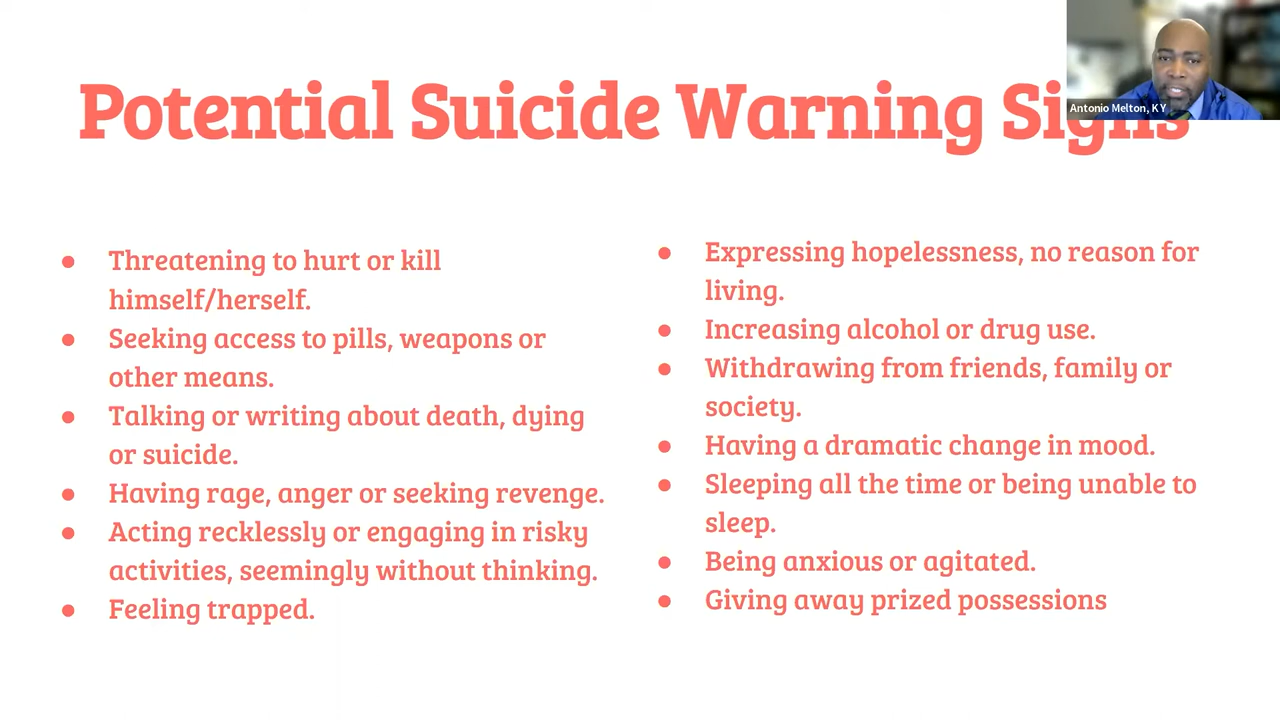 Potential Suicide Warning Signs
Antonio Melton, KY
● Threatening to hurt or kill
himself/herself.
● Seeking access to pills, weapons or
other means.
● Talking or writing about death, dying
or suicide.
● Having rage, anger or seeking revenge.
● Acting recklessly or engaging in risky
activities, seemingly without thinking.
● Feeling trapped.
● Expressing hopelessness, no reason for
living.
● Increasing alcohol or drug use.
● Withdrawing from friends, family or
society.
● Having a dramatic change in mood.
● Sleeping all the time or being unable to
sleep.
● Being anxious or agitated.
● Giving away prized possessions